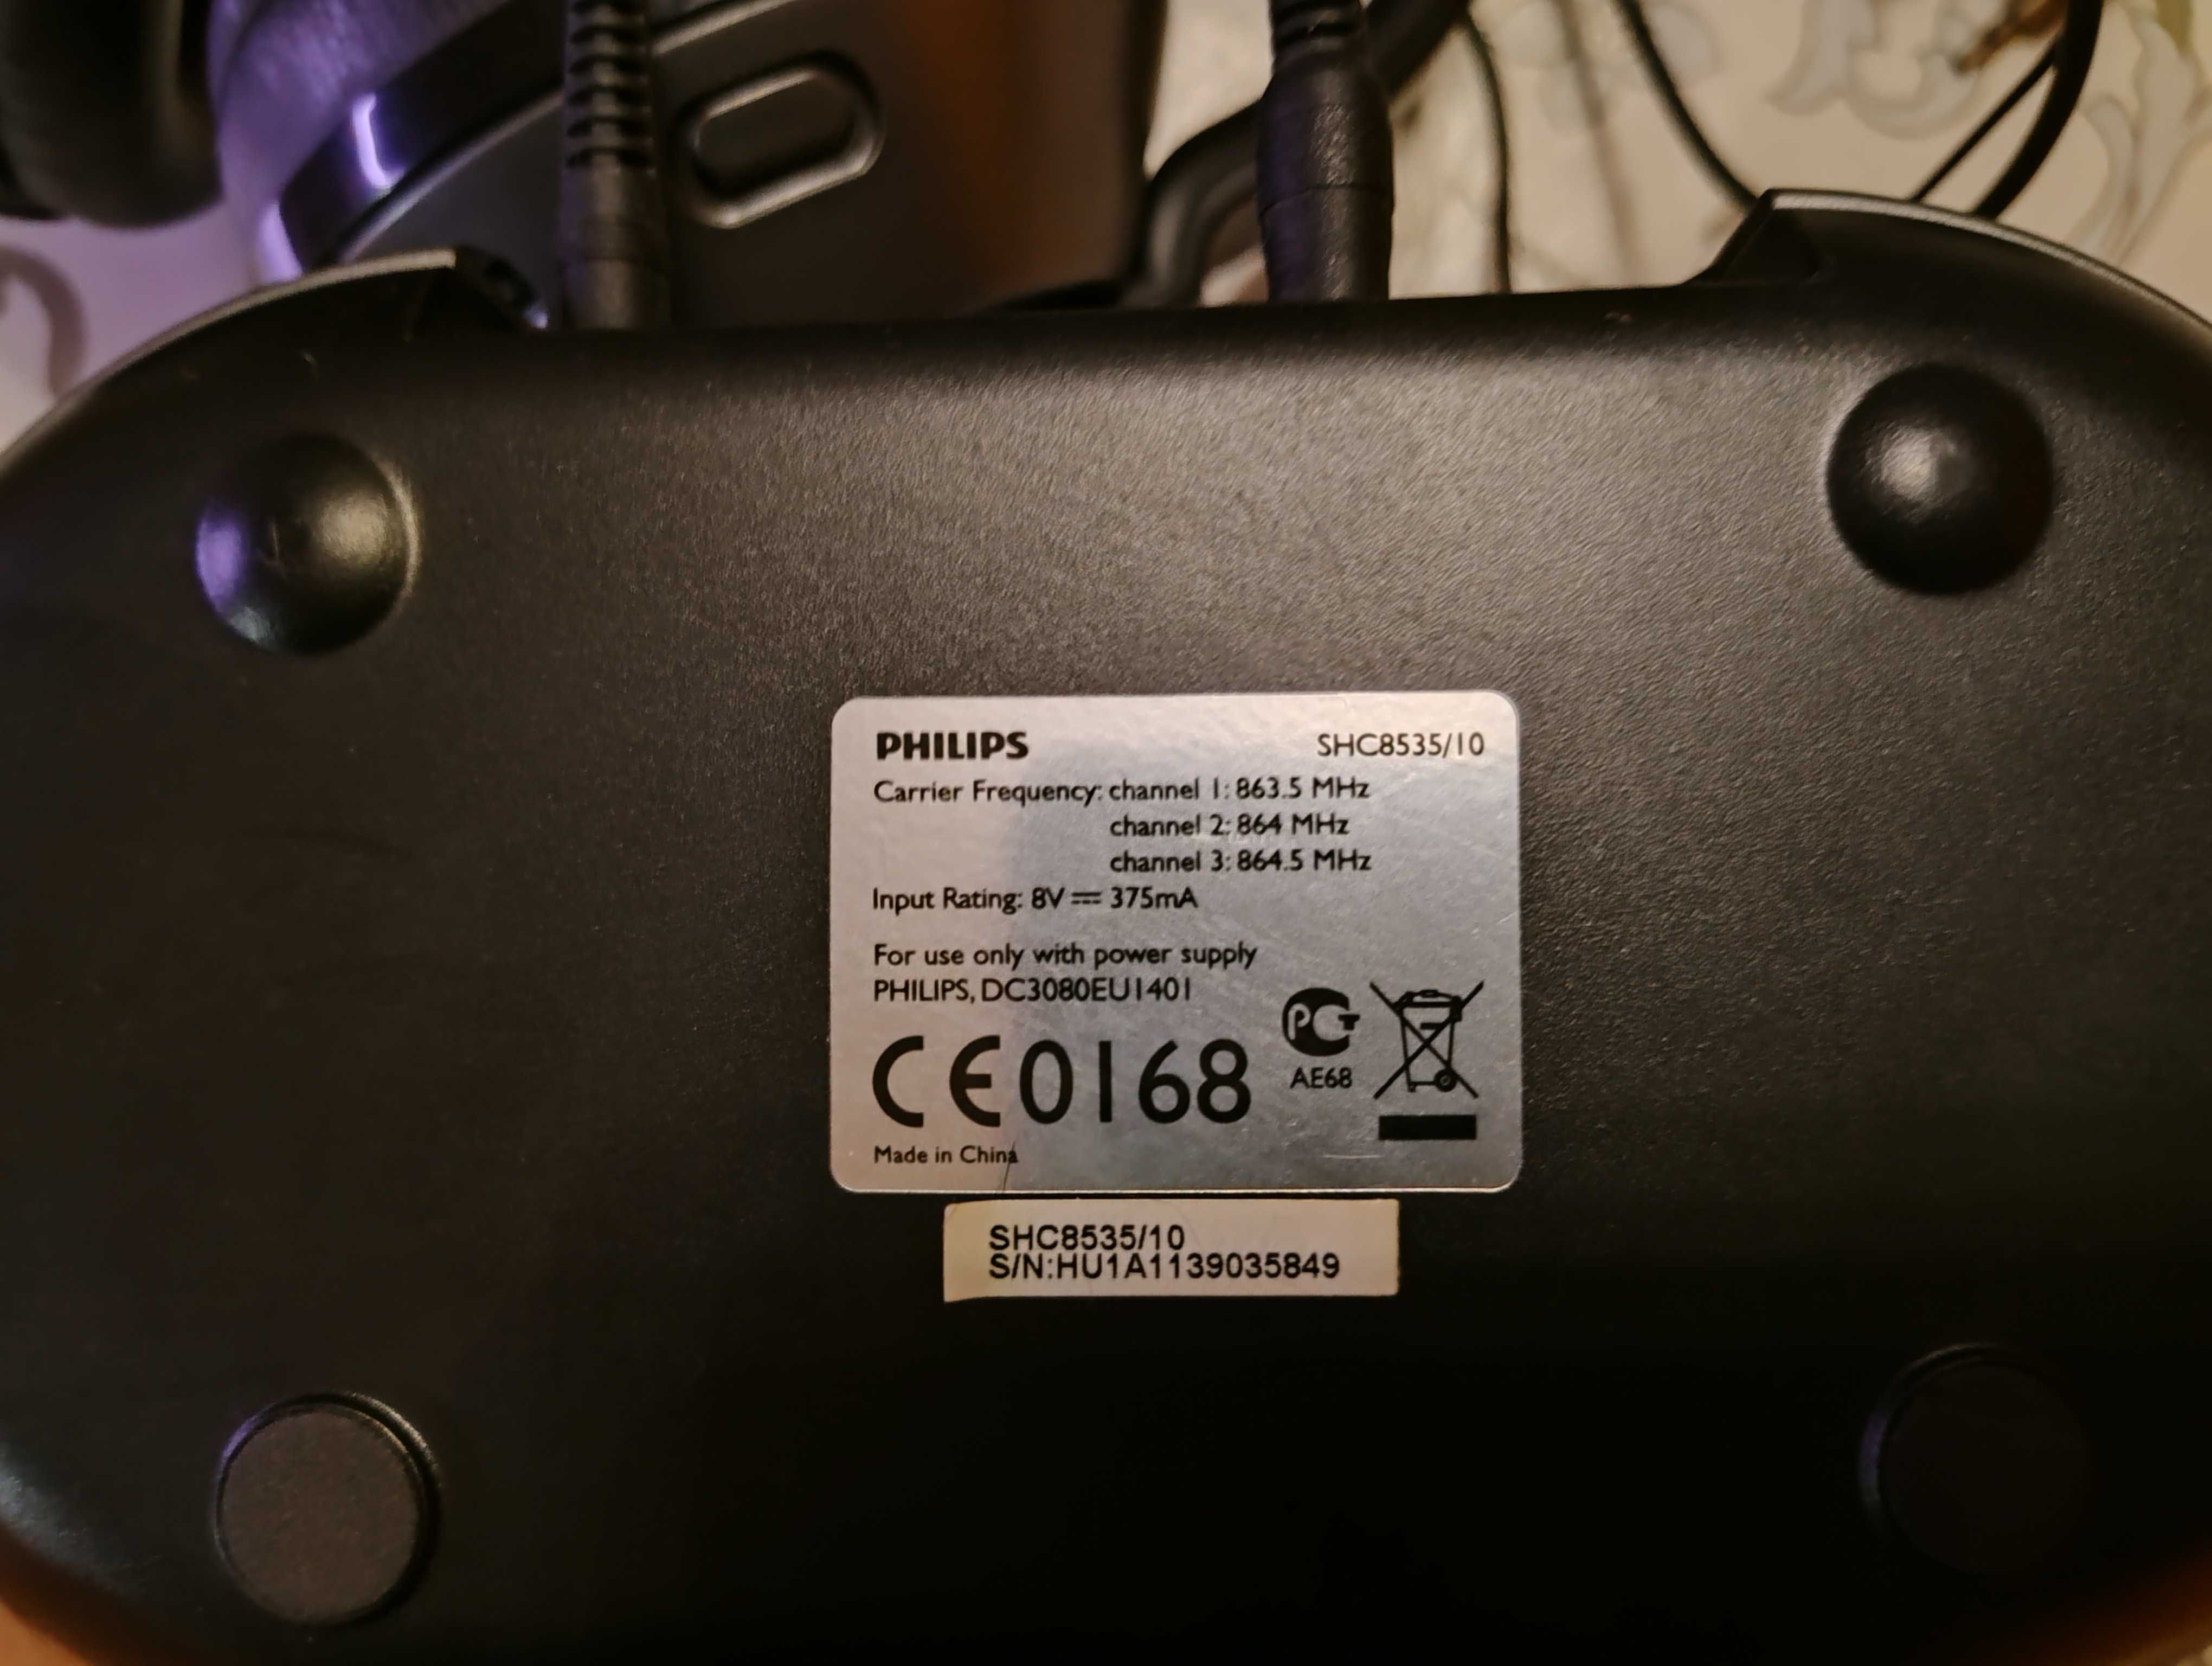 PHILIPS SHC8535/10
Carrier Frequency: channel 1: 863.5 MHz
channel 2: 864 MHz
channel 3: 864.5 MHz
Input Rating: 8V ⎓ 375mA
For use only with power supply
PHILIPS, DC3080EU1401
CE0168
PCT
AE68
Made in China
SHC8535/10
S/N:HU1A1139035849